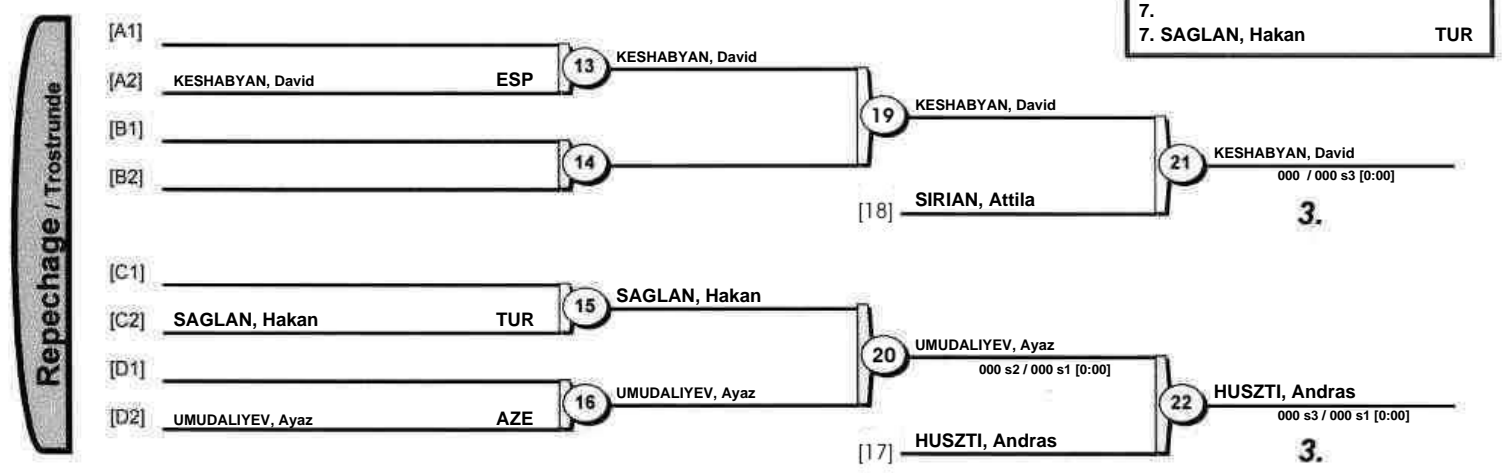 7.
7. SAGLAN, Hakan TUR
Repechage / Trostrunde
[A1]
[A2] KESHABYAN, David ESP
13 KESHABYAN, David
[B1]
[B2]
14
19 KESHABYAN, David
[18] SIRIAN, Attila
21 KESHABYAN, David
000 / 000 s3 [0:00]
3.
[C1]
[C2] SAGLAN, Hakan TUR
15 SAGLAN, Hakan
[D1]
[D2] UMUDALIYEV, Ayaz AZE
16 UMUDALIYEV, Ayaz
20 UMUDALIYEV, Ayaz
000 s2 / 000 s1 [0:00]
[17] HUSZTI, Andras
22 HUSZTI, Andras
000 s3 / 000 s1 [0:00]
3.